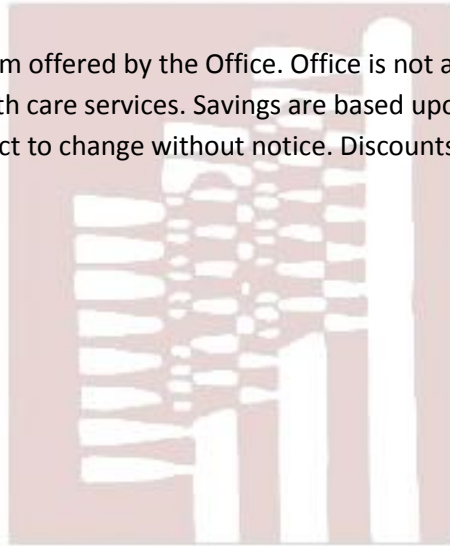 m offered by the Office. Office is not a
th care services. Savings are based upo
ct to change without notice. Discounts